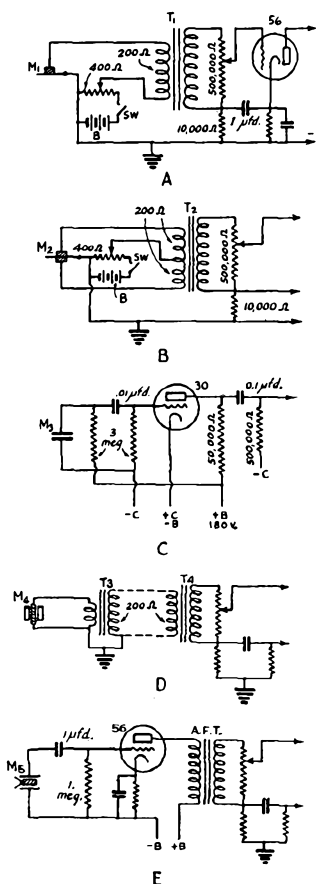 T1
56
M1
200 Ω
400 Ω
500,000 Ω
SW
B
10,000 Ω
1 µfd.
-
A
T2
200 Ω
M2
400 Ω
SW
B
500,000 Ω
10,000 Ω
B
30
.01 µfd.
0.1 µfd.
M3
3 meg.
50,000 Ω
500,000 Ω
-C
-C
+C
-B
+B
180 V.
C
M4
T3
T4
200 Ω
D
56
A.F.T.
1 µfd.
M5
1. meg.
-B
+B
E